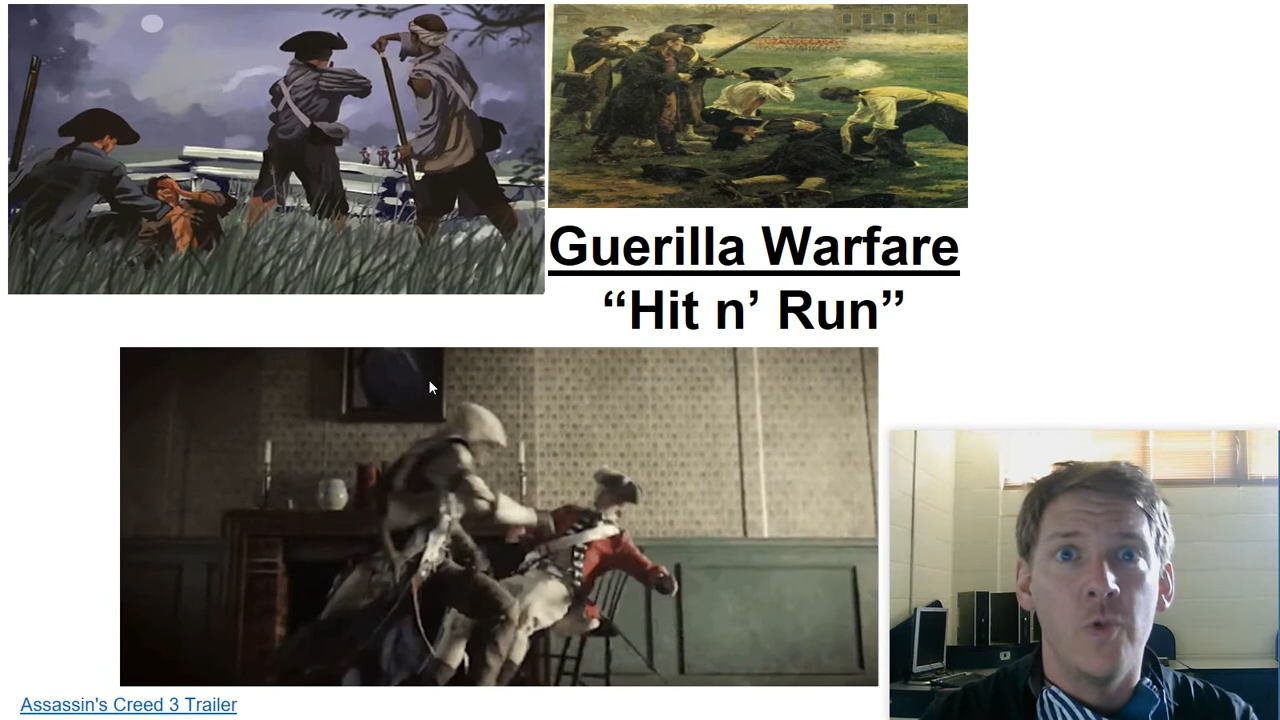 Guerilla Warfare
“Hit n’ Run”
Assassin's Creed 3 Trailer